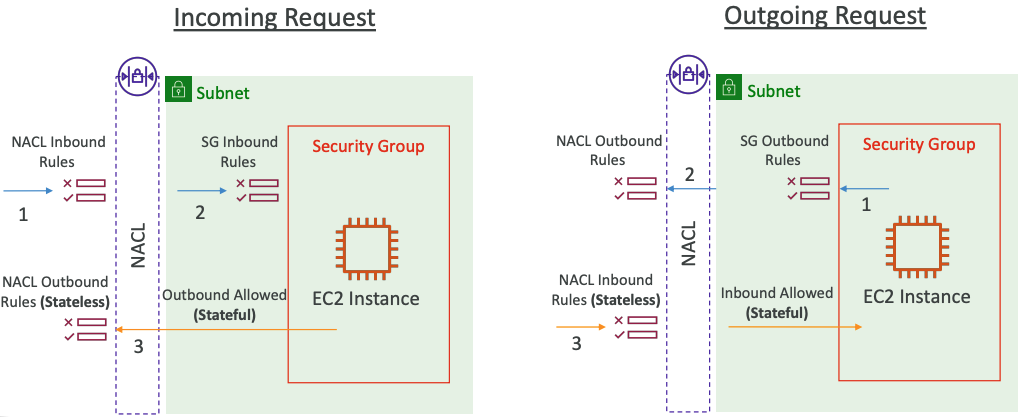 Incoming Request
NACL Inbound
Rules
1
NACL Outbound
Rules (Stateless)
3
NACL
Subnet
SG Inbound
Rules
2
Outbound Allowed
(Stateful)
Security Group
EC2 Instance
Outgoing Request
NACL Outbound
Rules
2
NACL Inbound
Rules (Stateless)
3
NACL
Subnet
SG Outbound
Rules
1
Inbound Allowed
(Stateful)
Security Group
EC2 Instance